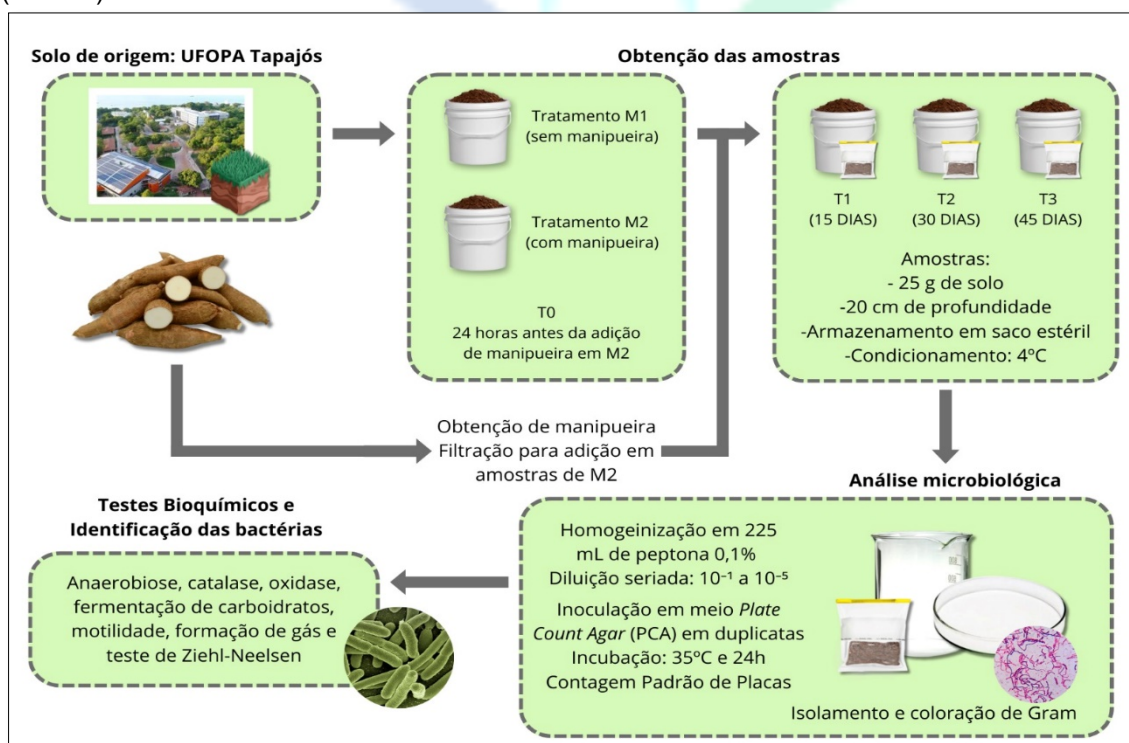 Solo de origem: UFOPA Tapajós
Obtenção das amostras
Tratamento M1
(sem manipueira)
Tratamento M2
(com manipueira)
T0
24 horas antes da adição
de manipueira em M2
T1
(15 DIAS)
T2
(30 DIAS)
T3
(45 DIAS)
Amostras:
- 25 g de solo
-20 cm de profundidade
-Armazenamento em saco estéril
-Condicionamento: 4ºC
Obtenção de manipueira
Filtração para adição em
amostras de M2
Análise microbiológica
Homogeinização em 225
mL de peptona 0,1%
Diluição seriada: 10⁻¹ a 10⁻⁵
Inoculação em meio Plate
Count Agar (PCA) em duplicatas
Incubação: 35ºC e 24h
Contagem Padrão de Placas
Isolamento e coloração de Gram
Testes Bioquímicos e
Identificação das bactérias
Anaerobiose, catalase, oxidase,
fermentação de carboidratos,
motilidade, formação de gás e
teste de Ziehl-Neelsen